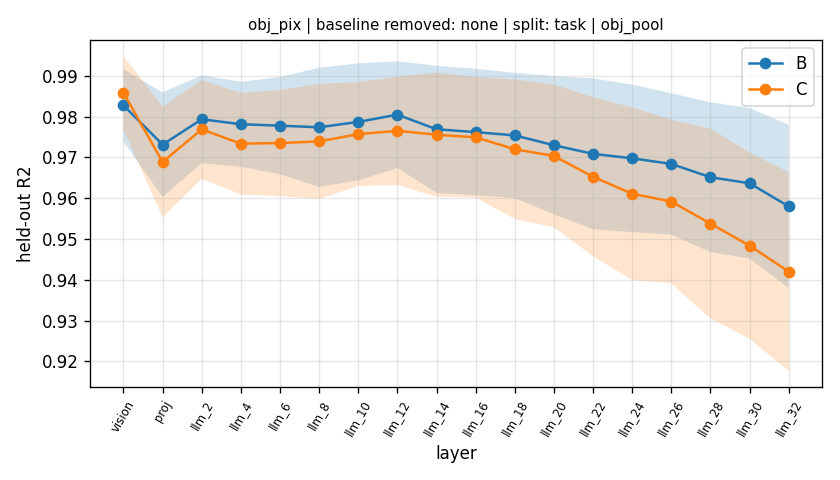 obj_pix | baseline removed: none | split: task | obj_pool
B
C
held-out R2
0.99
0.98
0.97
0.96
0.95
0.94
0.93
0.92
vision
proj
llm_2
llm_4
llm_6
llm_8
llm_10
llm_12
llm_14
llm_16
llm_18
llm_20
llm_22
llm_24
llm_26
llm_28
llm_30
llm_32
layer